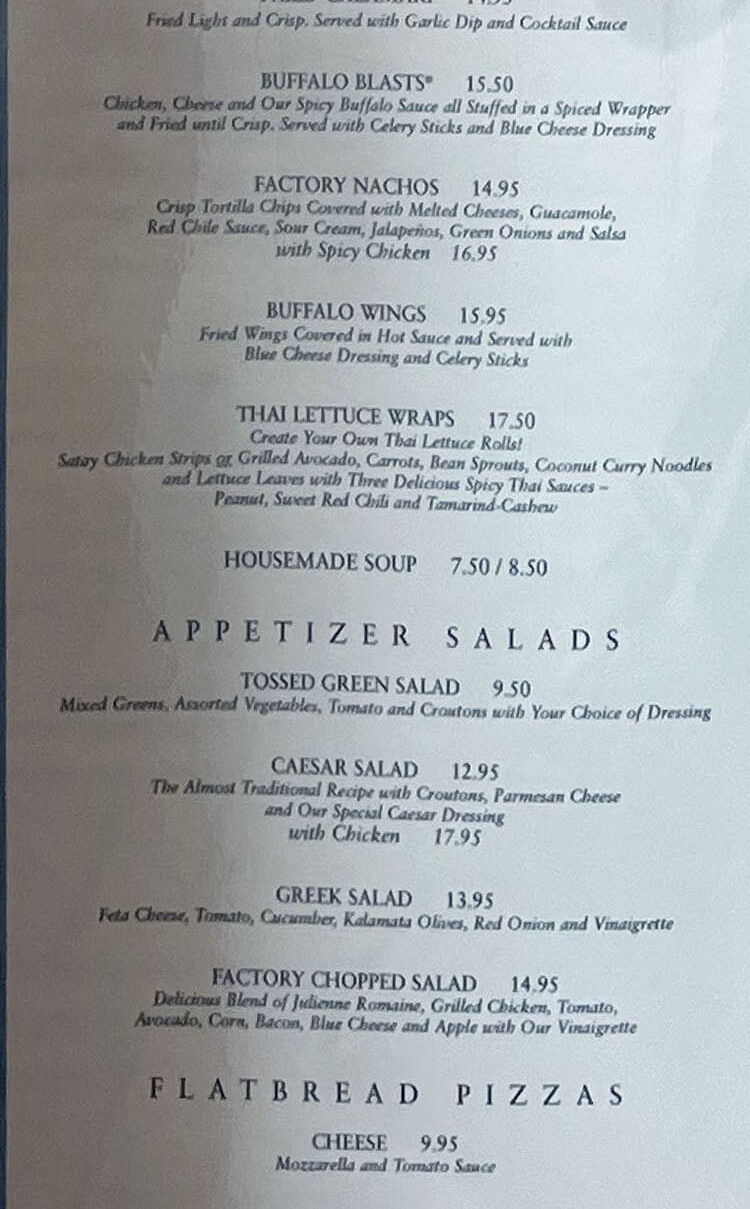 Fried Light and Crisp. Served with Garlic Dip and Cocktail Sauce
BUFFALO BLASTS® 15.50
Chicken, Cheese and Our Spicy Buffalo Sauce all Stuffed in a Spiced Wrapper
and Fried until Crisp. Served with Celery Sticks and Blue Cheese Dressing
FACTORY NACHOS 14.95
Crisp Tortilla Chips Covered with Melted Cheeses, Guacamole,
Red Chile Sauce, Sour Cream, Jalapeños, Green Onions and Salsa
with Spicy Chicken 16.95
BUFFALO WINGS 15.95
Fried Wings Covered in Hot Sauce and Served with
Blue Cheese Dressing and Celery Sticks
THAI LETTUCE WRAPS 17.50
Create Your Own Thai Lettuce Rolls!
Satay Chicken Strips or Grilled Avocado, Carrots, Bean Sprouts, Coconut Curry Noodles
and Lettuce Leaves with Three Delicious Spicy Thai Sauces –
Peanut, Sweet Red Chili and Tamarind-Cashew
HOUSEMADE SOUP 7.50 / 8.50
APPETIZER SALADS
TOSSED GREEN SALAD 9.50
Mixed Greens, Assorted Vegetables, Tomato and Croutons with Your Choice of Dressing
CAESAR SALAD 12.95
The Almost Traditional Recipe with Croutons, Parmesan Cheese
and Our Special Caesar Dressing
with Chicken 17.95
GREEK SALAD 13.95
Feta Cheese, Tomato, Cucumber, Kalamata Olives, Red Onion and Vinaigrette
FACTORY CHOPPED SALAD 14.95
Delicious Blend of Julienne Romaine, Grilled Chicken, Tomato,
Avocado, Corn, Bacon, Blue Cheese and Apple with Our Vinaigrette
FLATBREAD PIZZAS
CHEESE 9.95
Mozzarella and Tomato Sauce